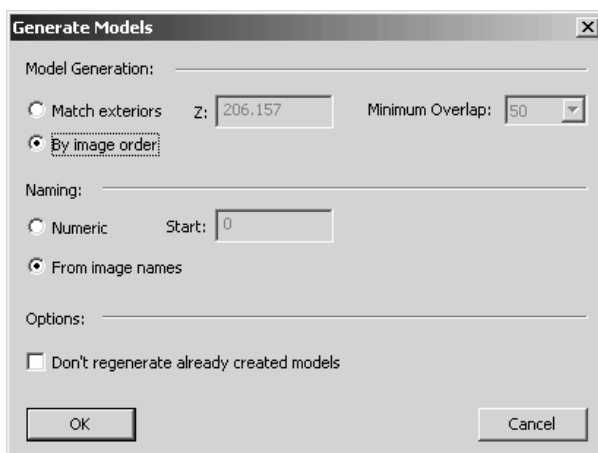 Generate Models
Model Generation:
Match exteriors Z: 206.157 Minimum Overlap: 50
By image order
Naming:
Numeric Start: 0
From image names
Options:
Don't regenerate already created models
OK Cancel